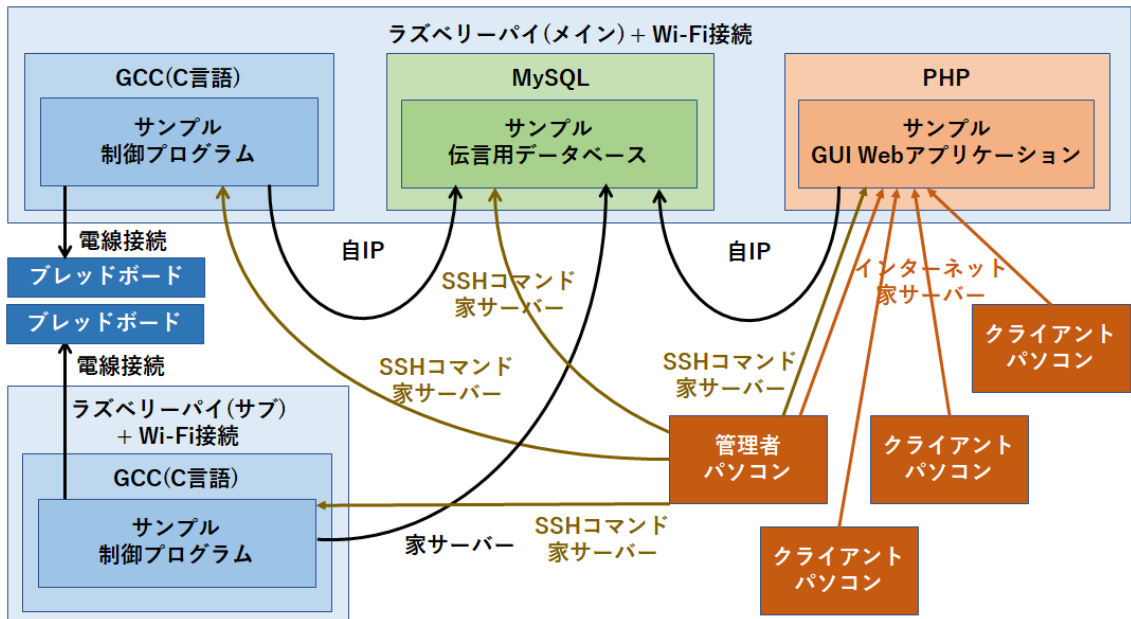 ラズベリーパイ(メイン) + Wi-Fi接続
GCC(C言語)
サンプル
制御プログラム
MySQL
サンプル
伝言用データベース
PHP
サンプル
GUI Webアプリケーション
電線接続
ブレッドボード
ブレッドボード
電線接続
自IP
自IP
SSHコマンド
家サーバー
インターネット
家サーバー
SSHコマンド
家サーバー
SSHコマンド
家サーバー
クライアント
パソコン
ラズベリーパイ(サブ)
+ Wi-Fi接続
GCC(C言語)
サンプル
制御プログラム
管理者
パソコン
クライアント
パソコン
家サーバー
SSHコマンド
家サーバー
クライアント
パソコン